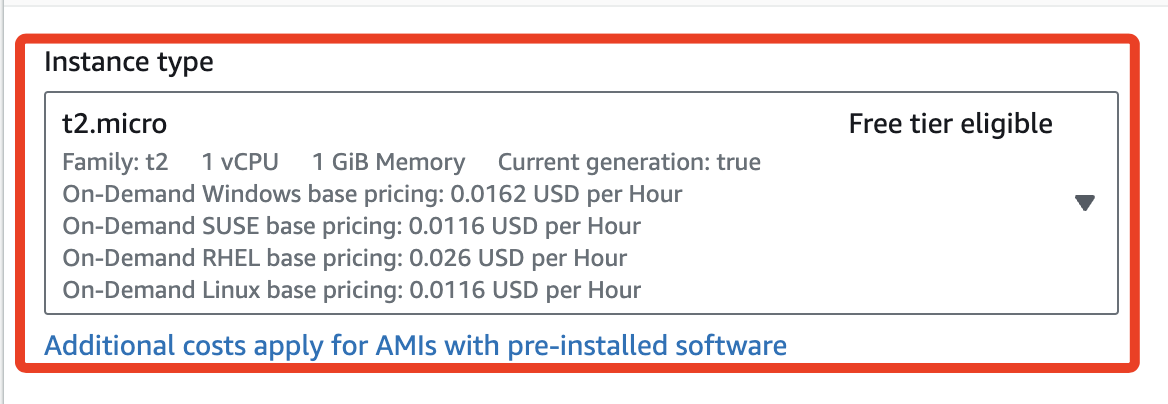 Instance type
t2.micro Free tier eligible
Family: t2 1 vCPU 1 GiB Memory Current generation: true
On-Demand Windows base pricing: 0.0162 USD per Hour
On-Demand SUSE base pricing: 0.0116 USD per Hour
On-Demand RHEL base pricing: 0.026 USD per Hour
On-Demand Linux base pricing: 0.0116 USD per Hour
Additional costs apply for AMIs with pre-installed software